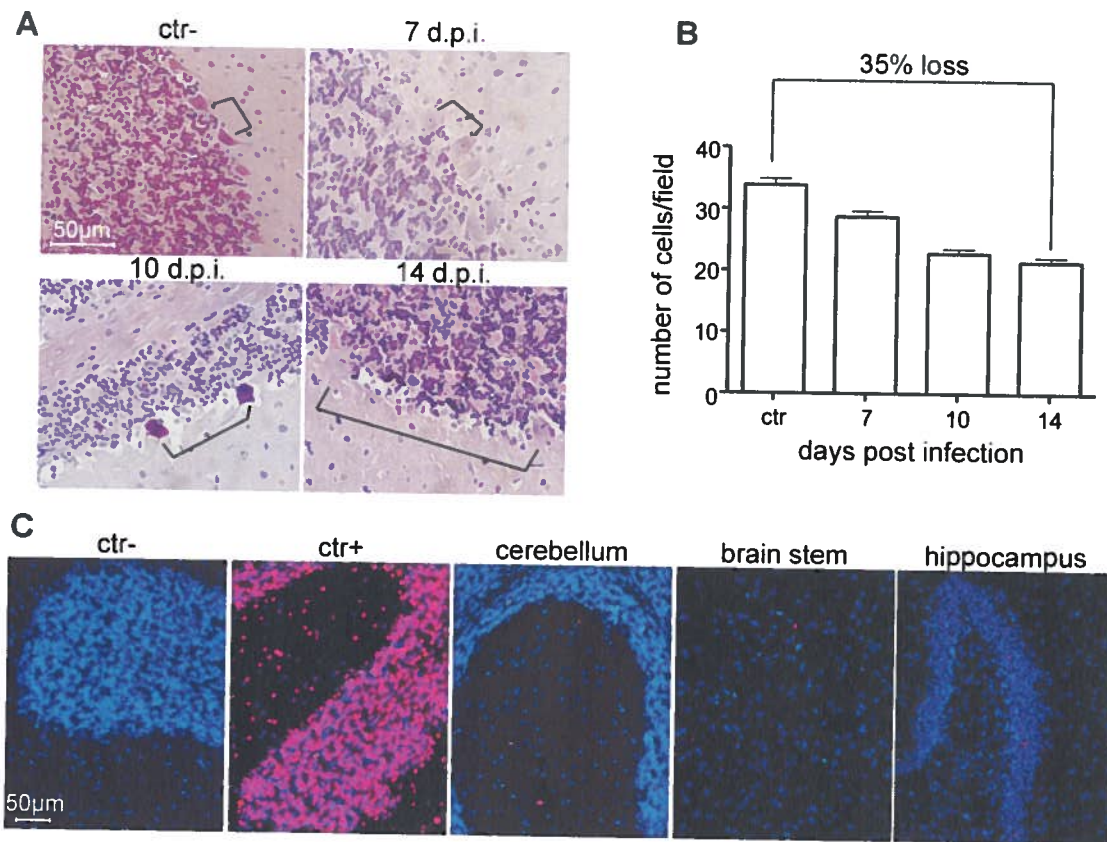 A
ctr-
7 d.p.i.
50µm
10 d.p.i.
14 d.p.i.
B
35% loss
number of cells/field
40
30
20
10
0
ctr
7
10
14
days post infection
C
ctr-
ctr+
cerebellum
brain stem
hippocampus
50µm